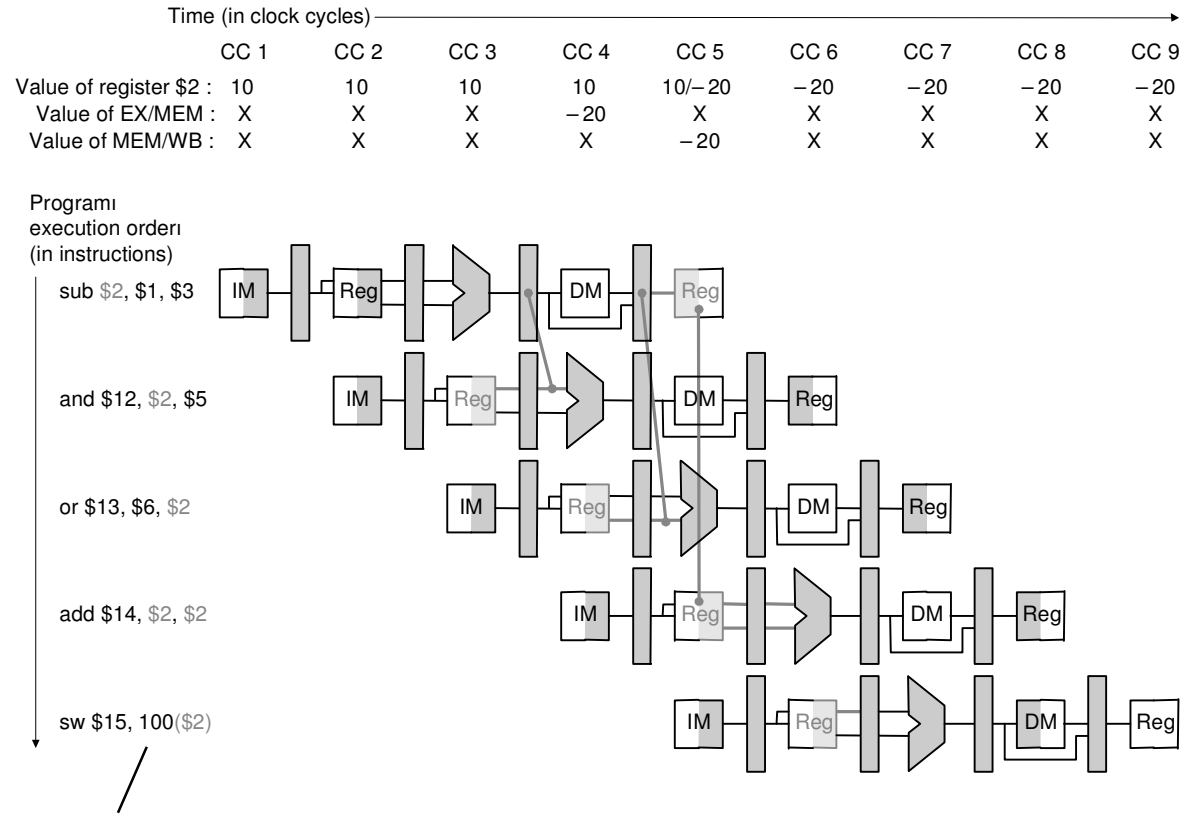 Time (in clock cycles)
CC 1 CC 2 CC 3 CC 4 CC 5 CC 6 CC 7 CC 8 CC 9
Value of register $2 : 10 10 10 10 10/– 20 – 20 – 20 – 20 – 20
Value of EX/MEM : X X X – 20 X X X X X
Value of MEM/WB : X X X X – 20 X X X X
Programı
execution orderı
(in instructions)
sub $2, $1, $3 IM Reg DM Reg
and $12, $2, $5 IM Reg DM Reg
or $13, $6, $2 IM Reg DM Reg
add $14, $2, $2 IM Reg DM Reg
sw $15, 100($2) IM Reg DM Reg